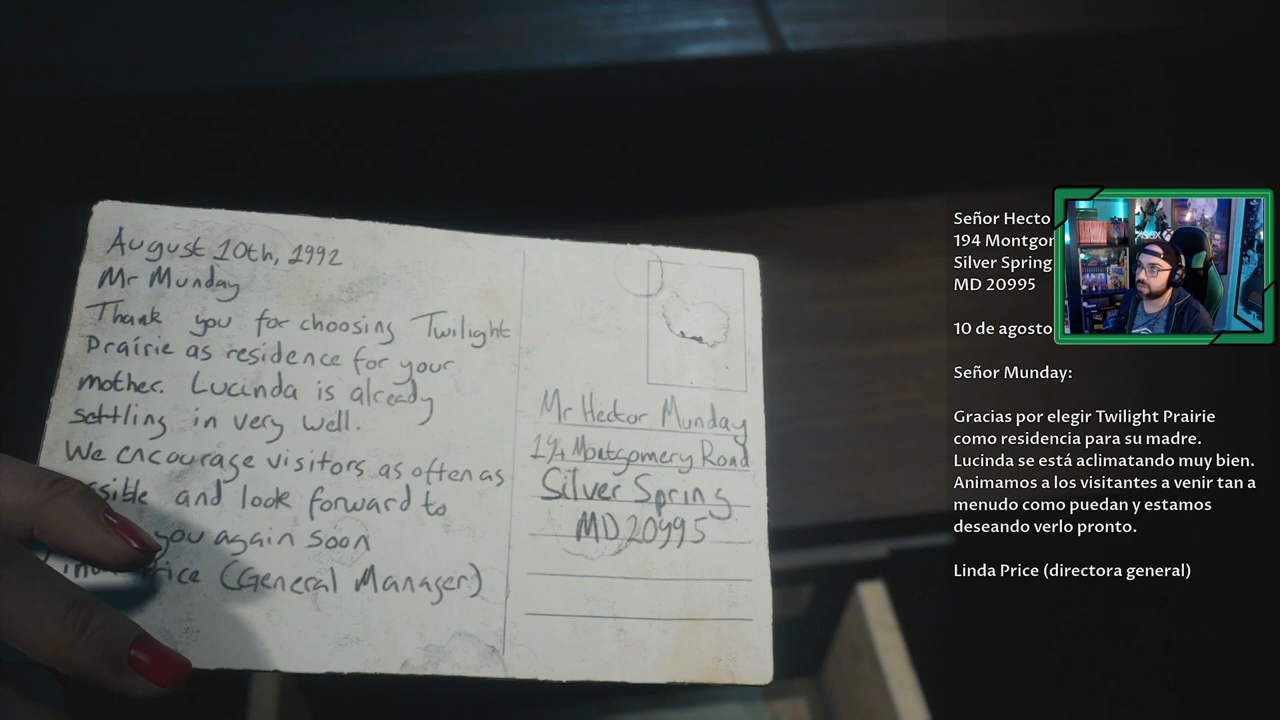 August 10th, 1992
Mr Munday
Thank you for choosing Twilight
Prairie as residence for your
mother. Lucinda is already
settling in very well.
We encourage visitors as often as
ssible and look forward to
you again soon
rice (General Manager)
Mr Hector Munday
194 Montgomery Road
Silver Spring
MD 20995
Señor Hecto
194 Montgor
Silver Spring
MD 20995
10 de agosto
Señor Munday:
Gracias por elegir Twilight Prairie
como residencia para su madre.
Lucinda se está aclimatando muy bien.
Animamos a los visitantes a venir tan a
menudo como puedan y estamos
deseando verlo pronto.
Linda Price (directora general)